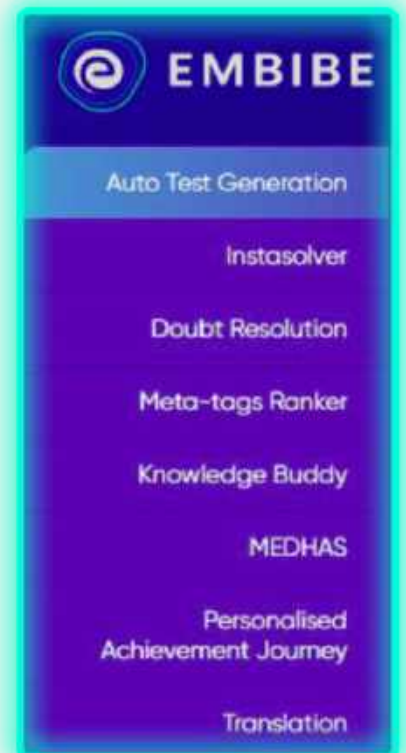 EMBIBE
Auto Test Generation
Instasolver
Doubt Resolution
Meta-tags Ranker
Knowledge Buddy
MEDHAS
Personalised
Achievement Journey
Translation